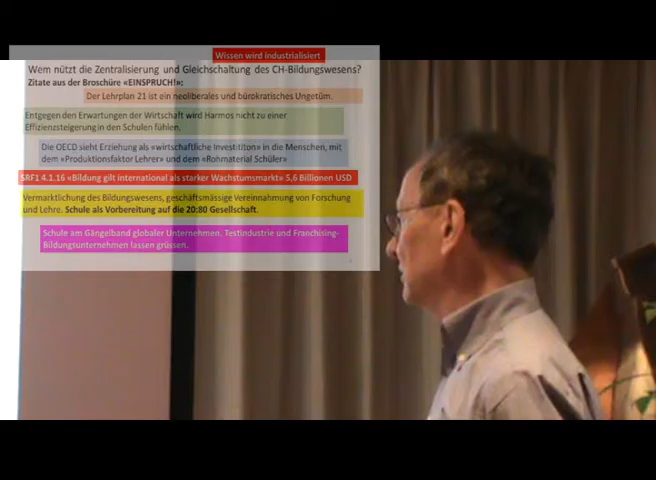 Wissen wird industrialisiert
Wem nützt die Zentralisierung und Gleichschaltung des CH-Bildungswesens?
Zitate aus der Broschüre «EINSPRUCH!»:
Der Lehrplan 21 ist ein neoliberales und bürokratisches Ungetüm.
Entgegen den Erwartungen der Wirtschaft wird Harmos nicht zu einer
Effizienzsteigerung in den Schulen fühlen.
Die OECD sieht Erziehung als «wirtschaftliche Investititon» in die Menschen, mit
dem «Produktionsfaktor Lehrer» und dem «Rohmaterial Schüler»
SRF1 4.1.16 «Bildung gilt international als starker Wachstumsmarkt» 5,6 Billionen USD
Vermarktlichung des Bildungswesens, geschäftsmässige Vereinnahmung von Forschung
und Lehre. Schule als Vorbereitung auf die 20:80 Gesellschaft.
Schule am Gängelband globaler Unternehmen. Testindustrie und Franchising-
Bildungsunternehmen lassen grüssen.